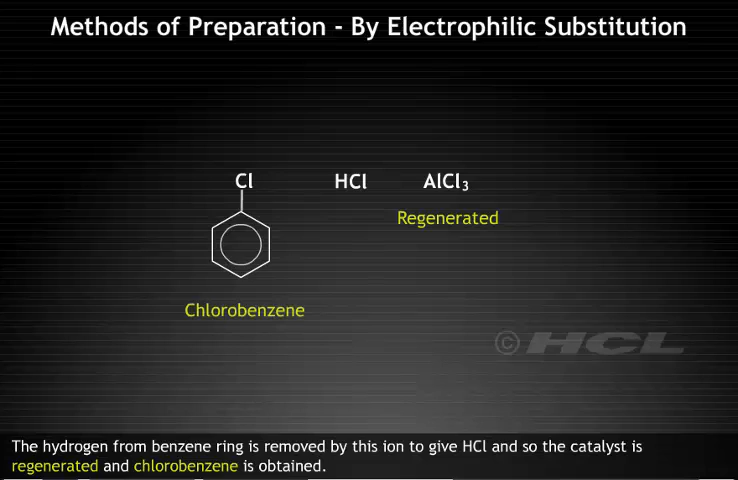 Methods of Preparation - By Electrophilic Substitution
Cl HCl AlCl₃
Regenerated
Chlorobenzene
© HCL
The hydrogen from benzene ring is removed by this ion to give HCl and so the catalyst is
regenerated and chlorobenzene is obtained.